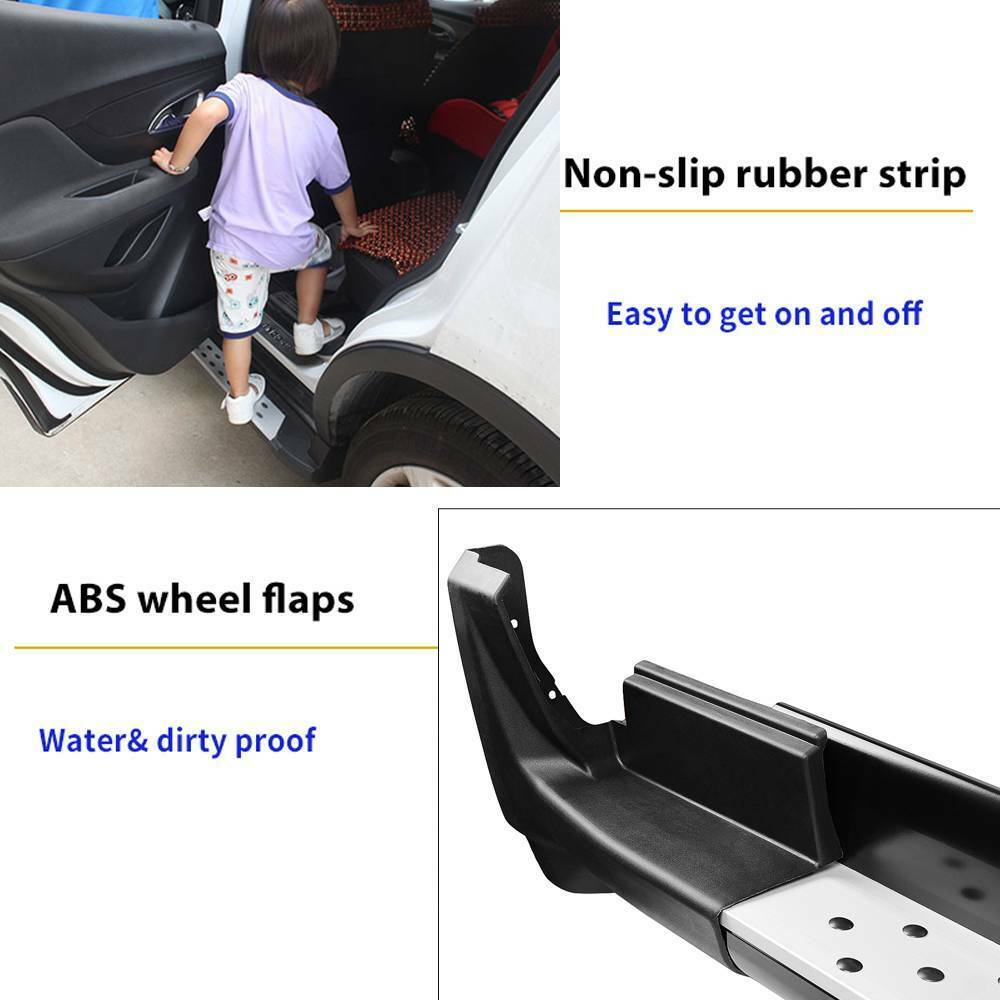 Non-slip rubber strip
Easy to get on and off
ABS wheel flaps
Water& dirty proof